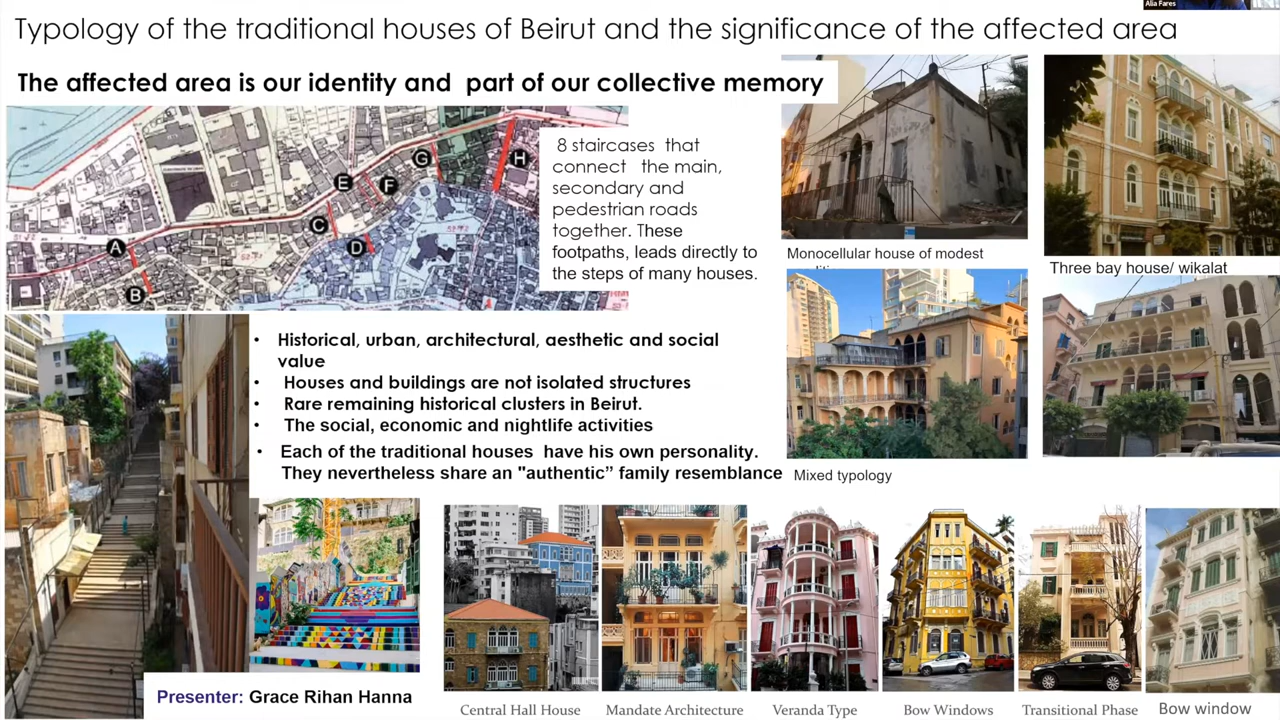 Alia Fares
Typology of the traditional houses of Beirut and the significance of the affected area
The affected area is our identity and part of our collective memory
A
B
C
D
E
F
G
H
8 staircases that
connect the main,
secondary and
pedestrian roads
together. These
footpaths, leads directly to
the steps of many houses.
Monocellular house of modest
Three bay house/ wikalat
• Historical, urban, architectural, aesthetic and social
value
• Houses and buildings are not isolated structures
• Rare remaining historical clusters in Beirut.
• The social, economic and nightlife activities
• Each of the traditional houses have his own personality.
They nevertheless share an "authentic” family resemblance
Mixed typology
Presenter: Grace Rihan Hanna
Central Hall House
Mandate Architecture
Veranda Type
Bow Windows
Transitional Phase
Bow window